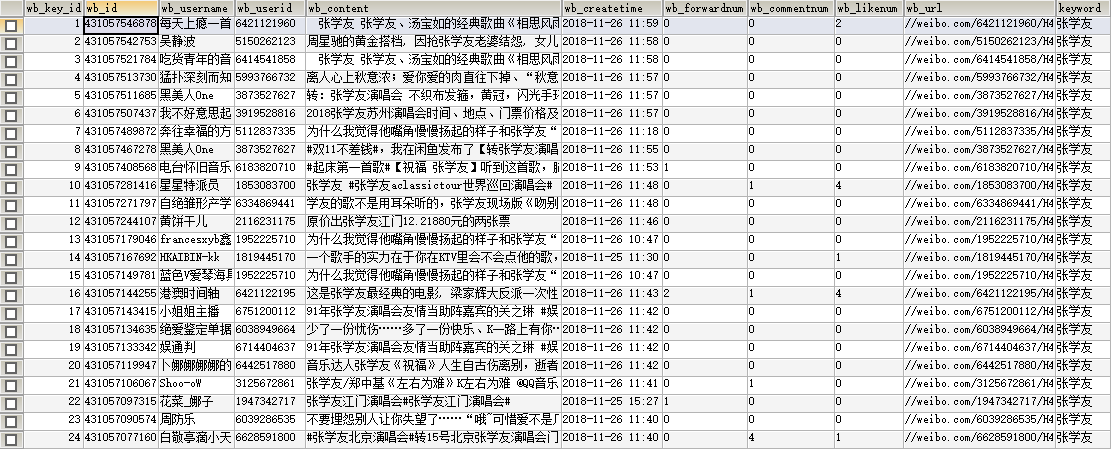 wb_key_id wb_id wb_username wb_userid wb_content wb_createtime wb_forwardnum wb_commentnum wb_likenum wb_url keyword
1 431057546878 每天上瘾一首 6421121960 张学友 张学友、汤宝如的经典歌曲《相思风雨 2018-11-26 11:59 0 0 2 //weibo.com/6421121960/H4 张学友
2 431057542753 吴静波 5150262123 周星驰的黄金搭档, 因抢张学友老婆结怨, 女儿 2018-11-26 11:58 0 0 0 //weibo.com/5150262123/H4 张学友
3 431057521784 吃货青年的音 6414541858 张学友 张学友、汤宝如的经典歌曲《相思风雨 2018-11-26 11:58 0 0 0 //weibo.com/6414541858/H4 张学友
4 431057513730 猛扑深刻而知 5993766732 离人心上秋意浓；爱你爱的肉直往下掉、“秋意 2018-11-26 11:57 0 0 0 //weibo.com/5993766732/H4 张学友
5 431057511685 黑美人One 3873527627 转：张学友演唱会 不织布发箍，黄冠，闪光手环 2018-11-26 11:57 0 0 0 //weibo.com/3873527627/H4 张学友
6 431057507437 我不好意思起 3919528816 2018张学友苏州演唱会时间、地点、门票价格及 2018-11-26 11:57 0 0 0 //weibo.com/3919528816/H4 张学友
7 431057489872 奔往幸福的方 5112837335 为什么我觉得他嘴角慢慢扬起的样子和张学友“ 2018-11-26 11:18 0 0 0 //weibo.com/5112837335/H4 张学友
8 431057467278 黑美人One 3873527627 #双11不差钱#，我在闲鱼发布了【转张学友演唱 2018-11-26 11:55 0 0 0 //weibo.com/3873527627/H4 张学友
9 431057408568 电台怀旧音乐 6183820710 #起床第一首歌#【祝福 张学友】听到这首歌， 2018-11-26 11:53 1 0 0 //weibo.com/6183820710/H4 张学友
10 431057281416 星星特派员 1853083700 张学友 #张学友aclassictour世界巡回演唱会# 2018-11-26 11:48 0 1 4 //weibo.com/1853083700/H4 张学友
11 431057271797 自绝雏形产学 6334869441 学友的歌不是用耳朵听的，张学友现场版《吻别 2018-11-26 11:48 0 0 0 //weibo.com/6334869441/H4 张学友
12 431057244107 黄饼干儿 2116231175 原价出张学友江门12.21880元的两张票 2018-11-26 11:46 0 0 0 //weibo.com/2116231175/H4 张学友
13 431057179046 francesxyb鑫 1952225710 为什么我觉得他嘴角慢慢扬起的样子和张学友“ 2018-11-26 10:47 0 0 0 //weibo.com/1952225710/H4 张学友
14 431057167692 HKAIBIN-kk 1819445170 一个歌手的实力在于你在KTV里会不会点他的歌， 2018-11-25 11:30 0 0 1 //weibo.com/1819445170/H4 张学友
15 431057149781 蓝色V爱琴海 1952225710 为什么我觉得他嘴角慢慢扬起的样子和张学友“ 2018-11-26 10:47 0 0 0 //weibo.com/1952225710/H4 张学友
16 431057144255 港澳时间轴 6421122195 这是张学友最经典的电影, 梁家辉大反派一次性 2018-11-26 11:43 2 1 4 //weibo.com/6421122195/H4 张学友
17 431057143415 小姐姐主播 6751200112 91年张学友演唱会友情当助阵嘉宾的关之琳 #娱 2018-11-26 11:42 0 0 0 //weibo.com/6751200112/H4 张学友
18 431057134635 绝爱鉴定单据 6038949664 少了一份忧伤……多了一份快乐、K一路上有你… 2018-11-26 11:42 0 0 0 //weibo.com/6038949664/H4 张学友
19 431057133342 娱通判 6714404637 91年张学友演唱会友情当助阵嘉宾的关之琳 #娱 2018-11-26 11:42 0 0 0 //weibo.com/6714404637/H4 张学友
20 431057119947 卜娜娜娜娜的 6442517880 音乐达人张学友《祝福》人生自古伤离别，逝者 2018-11-26 11:42 0 0 0 //weibo.com/6442517880/H4 张学友
21 431057106067 Shoo-oW 3125672861 张学友/郑中基《左右为难》K左右为难 @QQ音乐 2018-11-26 11:41 0 1 0 //weibo.com/3125672861/H4 张学友
22 431057097315 花菜_娜子 1947342717 张学友江门演唱会#张学友江门演唱会# 2018-11-25 15:27 1 0 0 //weibo.com/1947342717/H4 张学友
23 431057090574 周防乐 6039286535 不要埋怨别人让你失望了……“哦”可惜爱不是 2018-11-26 11:40 0 0 0 //weibo.com/6039286535/H4 张学友
24 431057077160 白敬亭蔺小天 6628591800 #张学友北京演唱会#转15号北京张学友演唱会门 2018-11-26 11:40 0 4 1 //weibo.com/6628591800/H4 张学友